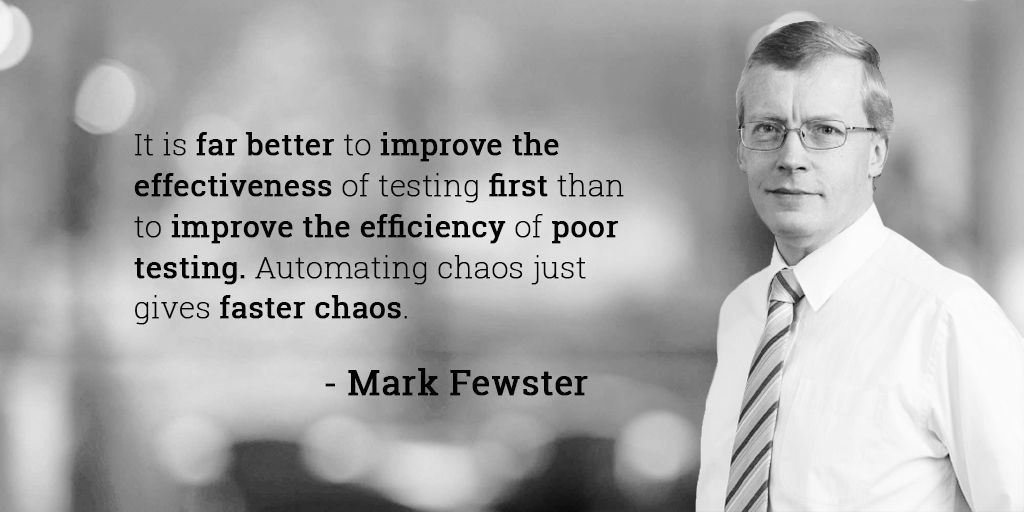 It is far better to improve the
effectiveness of testing first than
to improve the efficiency of poor
testing. Automating chaos just
gives faster chaos.
- Mark Fewster